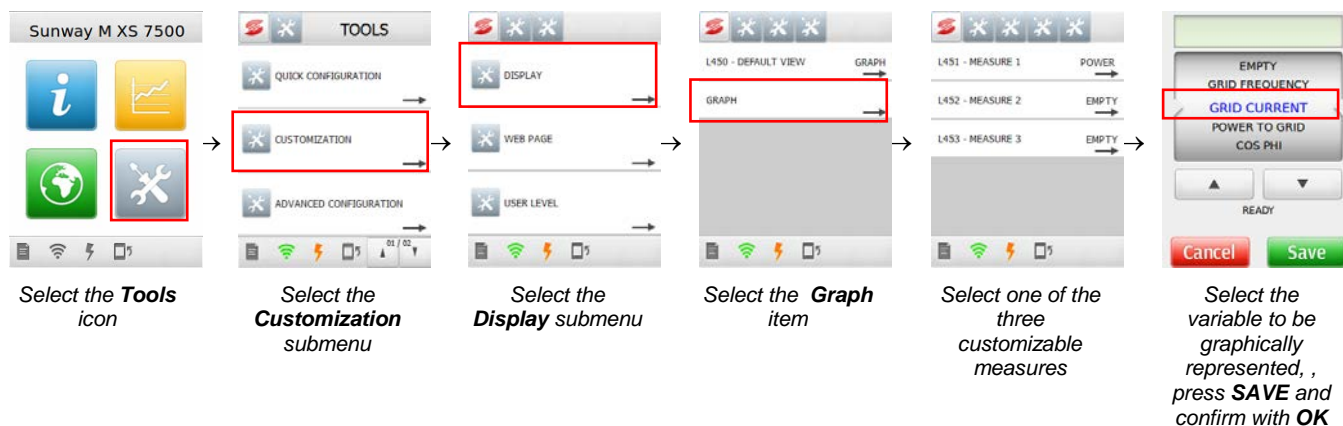 Sunway M XS 7500
TOOLS
QUICK CONFIGURATION
CUSTOMIZATION
ADVANCED CONFIGURATION
01 / 02
DISPLAY
WEB PAGE
USER LEVEL
L450 - DEFAULT VIEW GRAPH
GRAPH
L451 - MEASURE 1 POWER
L452 - MEASURE 2 EMPTY
L453 - MEASURE 3 EMPTY
EMPTY
GRID FREQUENCY
GRID CURRENT
POWER TO GRID
COS PHI
READY
Cancel Save
Select the Tools
icon
Select the
Customization
submenu
Select the
Display submenu
Select the Graph
item
Select one of the
three
customizable
measures
Select the
variable to be
graphically
represented, ,
press SAVE and
confirm with OK